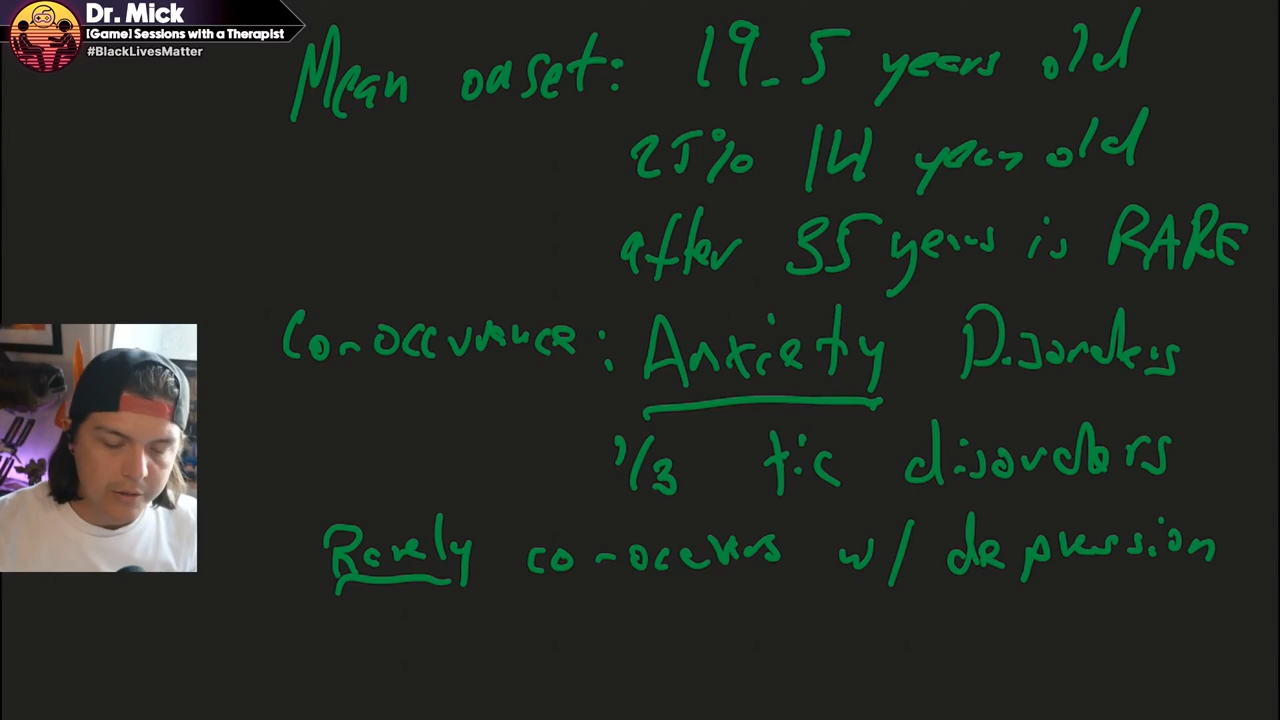 Dr. Mick
[Game] Sessions with a Therapist
#BlackLivesMatter
Mean onset: 19.5 years old
25% 14 years old
after 35 years is RARE
Co-occurence: Anxiety Disorders
1/3 tic disorders
Rarely co-occurs w/ depression